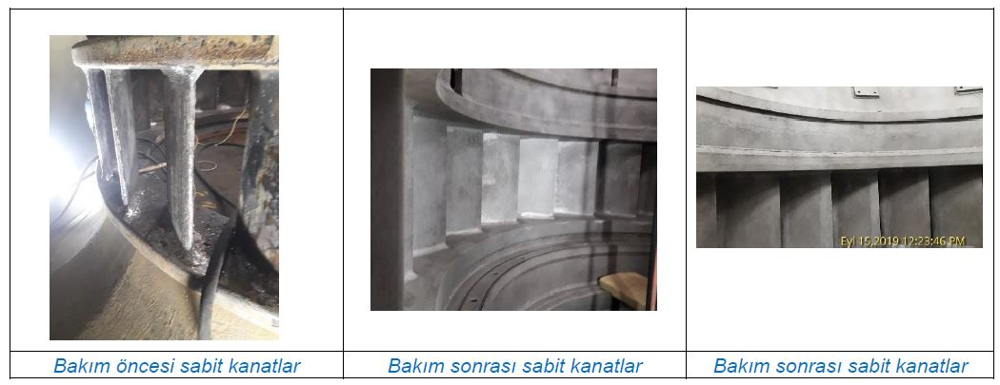 Eyl 15,2019 12:23:46 PM
Bakım öncesi sabit kanatlar
Bakım sonrası sabit kanatlar
Bakım sonrası sabit kanatlar